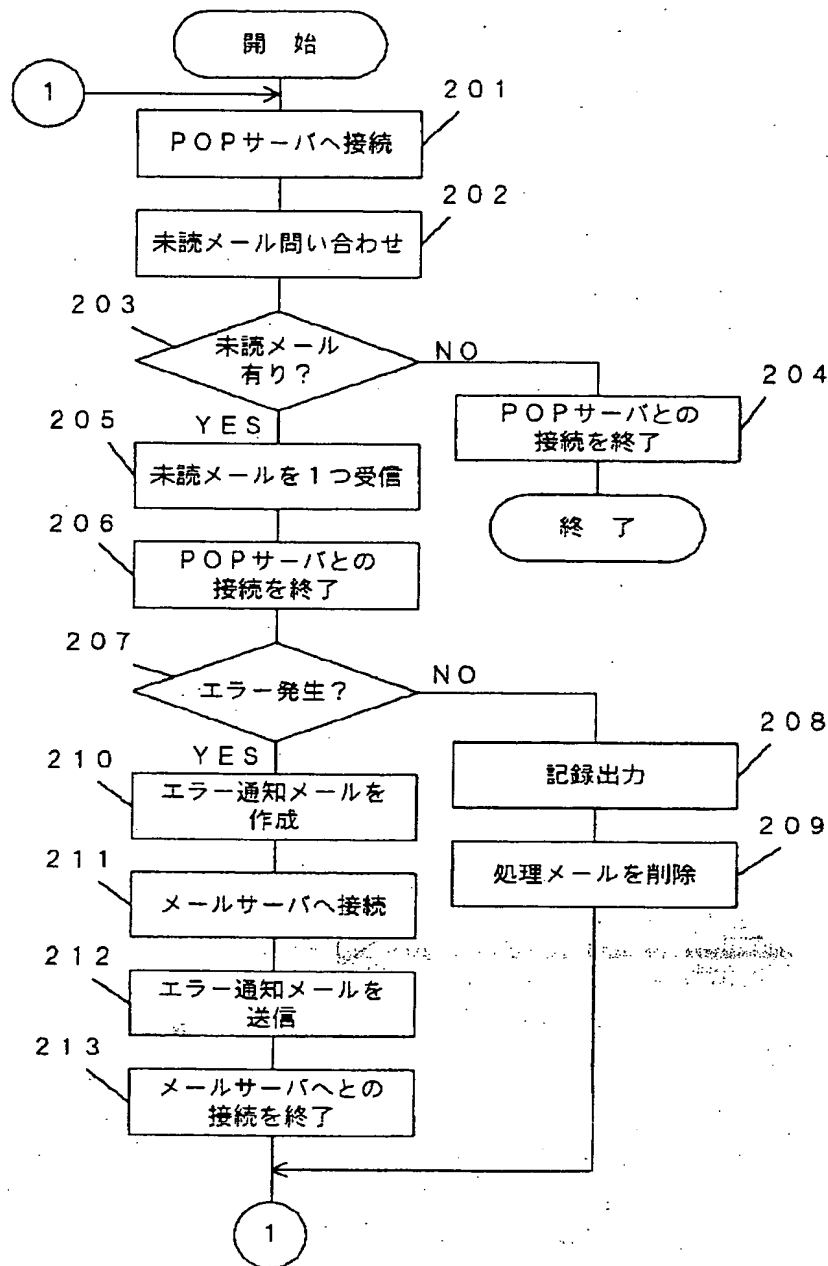 開 始
1
201
POPサーバへ接続
202
未読メール問い合わせ
203
未読メール
有り?
NO
204
POPサーバとの
接続を終了
終 了
YES
205
未読メールを1つ受信
206
POPサーバとの
接続を終了
207
エラー発生?
NO
208
記録出力
209
処理メールを削除
YES
210
エラー通知メールを
作成
211
メールサーバへ接続
212
エラー通知メールを
送信
213
メールサーバへとの
接続を終了
1